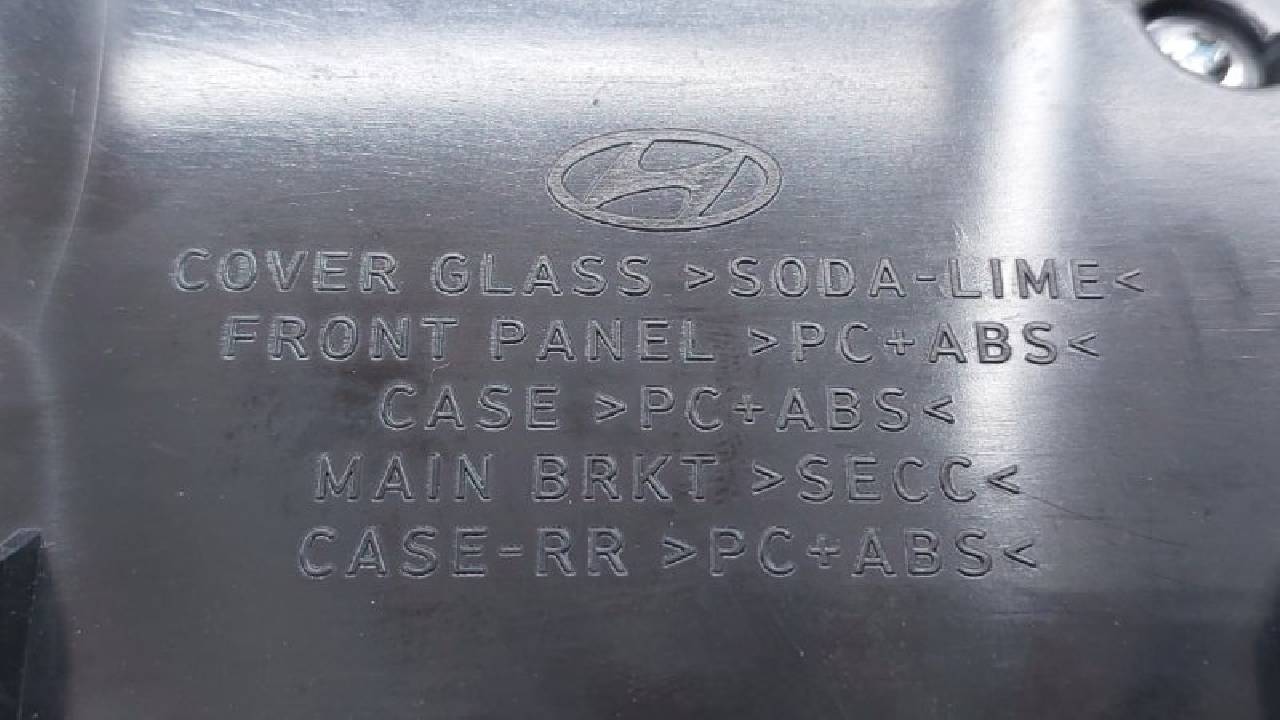 COVER GLASS >SODA-LIME<
FRONT PANEL >PC+ABS<
CASE >PC+ABS<
MAIN BRKT >SECC<
CASE-RR >PC+ABS<